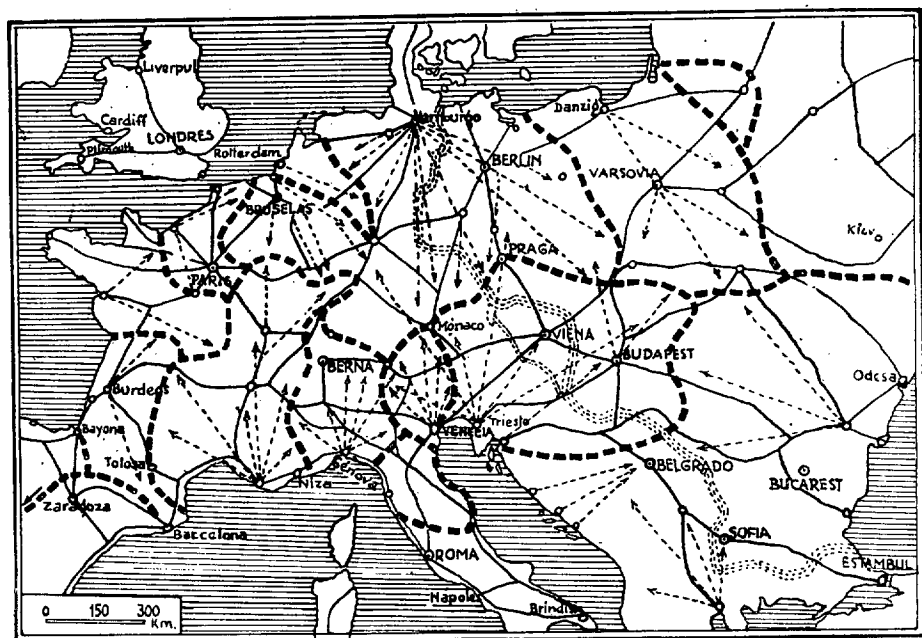 Liverpul
Cardiff
LONDRES
Plimouth
Rotterdam
BRUSELAS
PARIS
Hamburgo
BERLIN
Danzig
VARSOVIA
Kiev
PRAGA
Monaco
VIENA
BUDAPEST
BERNA
Odesa
Burdeos
Bayona
Tolosa
Zaragoza
Barcelona
Niza
Genova
VENECIA
Trieste
BELGRADO
BUCAREST
SOFIA
ESTAMBUL
ROMA
Napoles
Brindisi
0 150 300
Km.